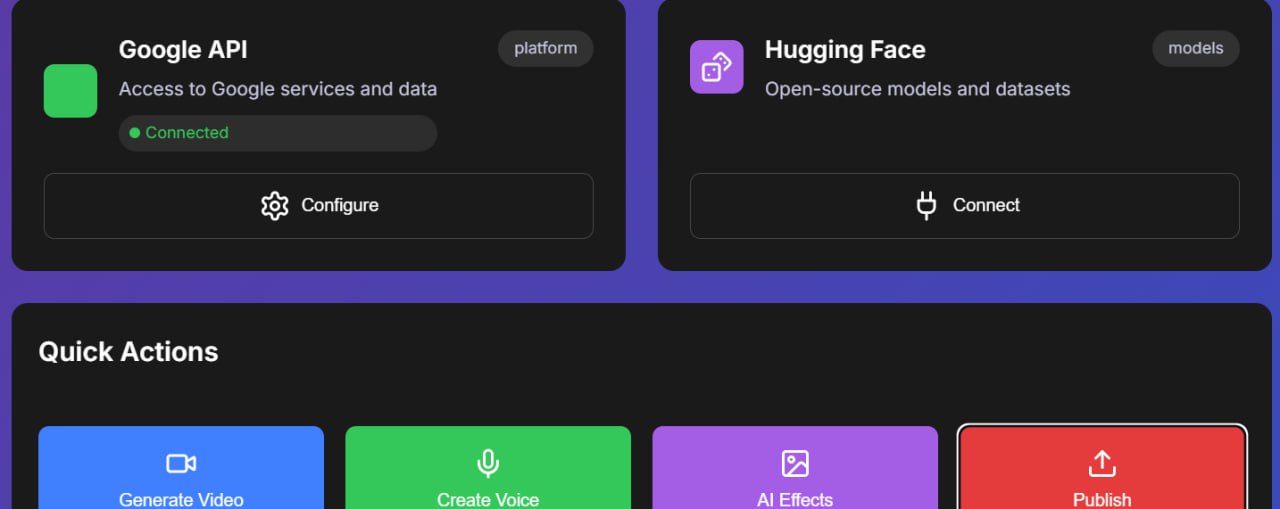 Google API
platform
Access to Google services and data
Connected
Configure
Hugging Face
models
Open-source models and datasets
Connect
Quick Actions
Generate Video
Create Voice
AI Effects
Publish